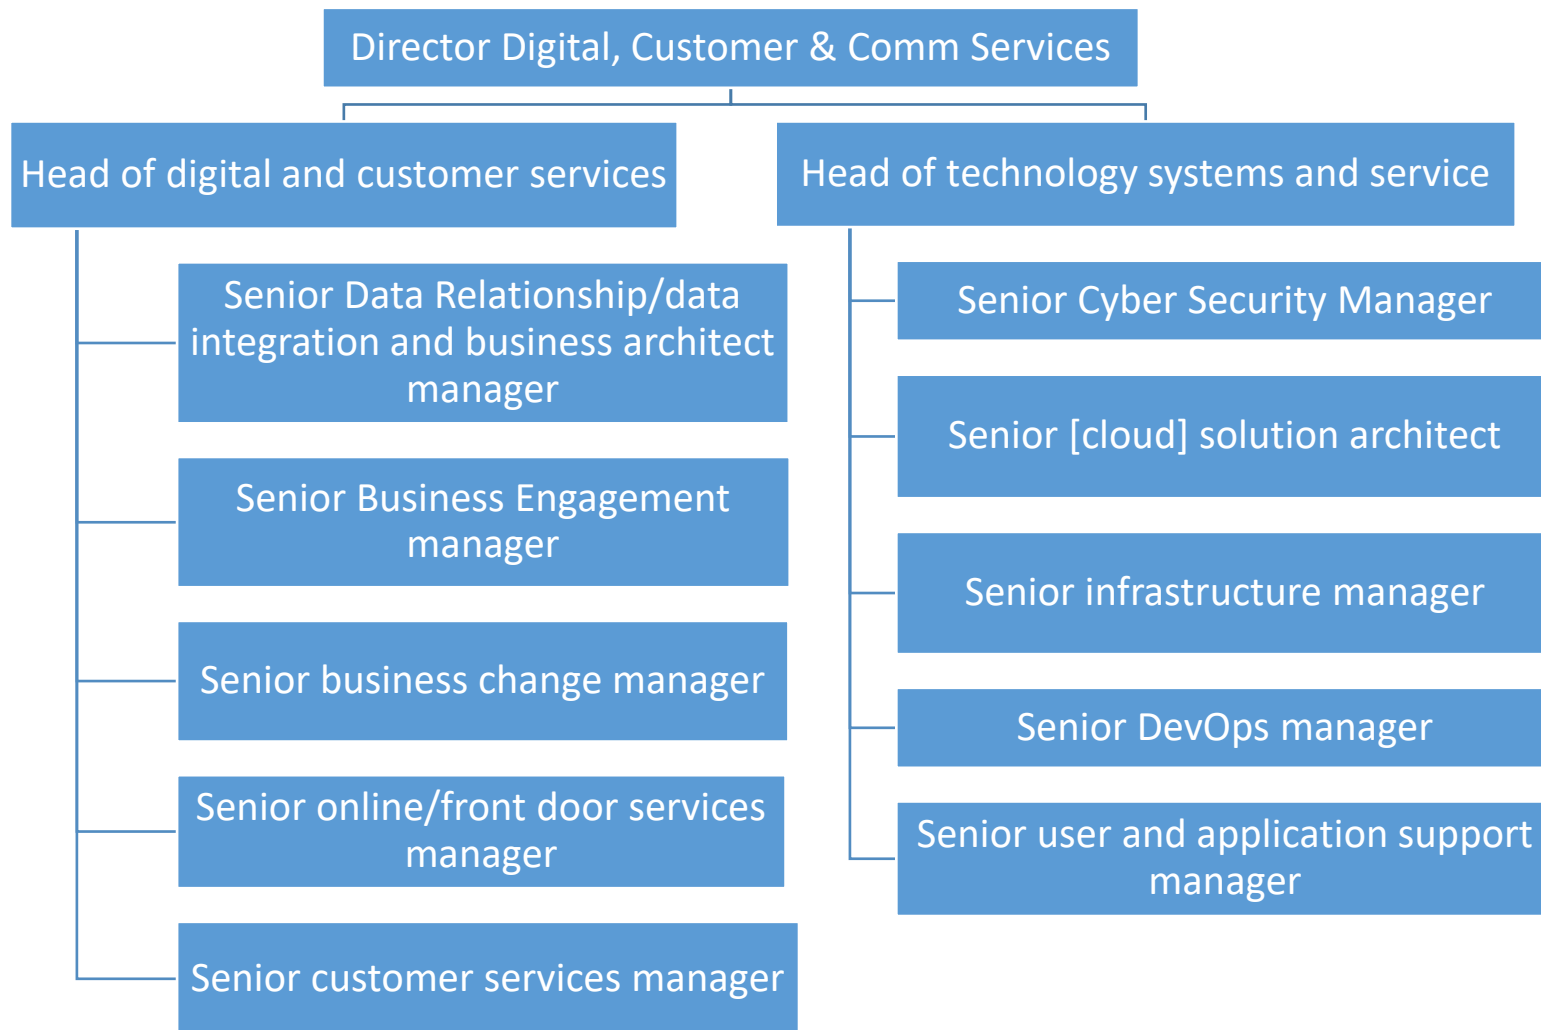 Director Digital, Customer & Comm Services
Head of digital and customer services
Senior Data Relationship/data
integration and business architect
manager
Senior Business Engagement
manager
Senior business change manager
Senior online/front door services
manager
Senior customer services manager
Head of technology systems and service
Senior Cyber Security Manager
Senior [cloud] solution architect
Senior infrastructure manager
Senior DevOps manager
Senior user and application support
manager